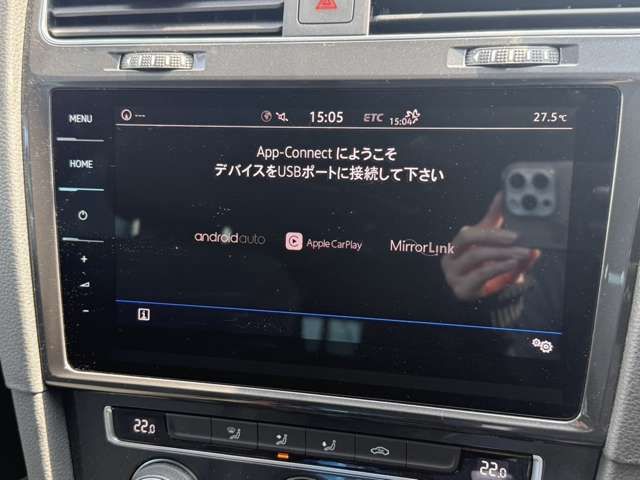 MENU
HOME
15:05
ETC
15:04
27.5℃
App-Connect にようこそ
デバイスをUSBポートに接続して下さい
androidauto
Apple CarPlay
MirrorLink
22.0
22.0